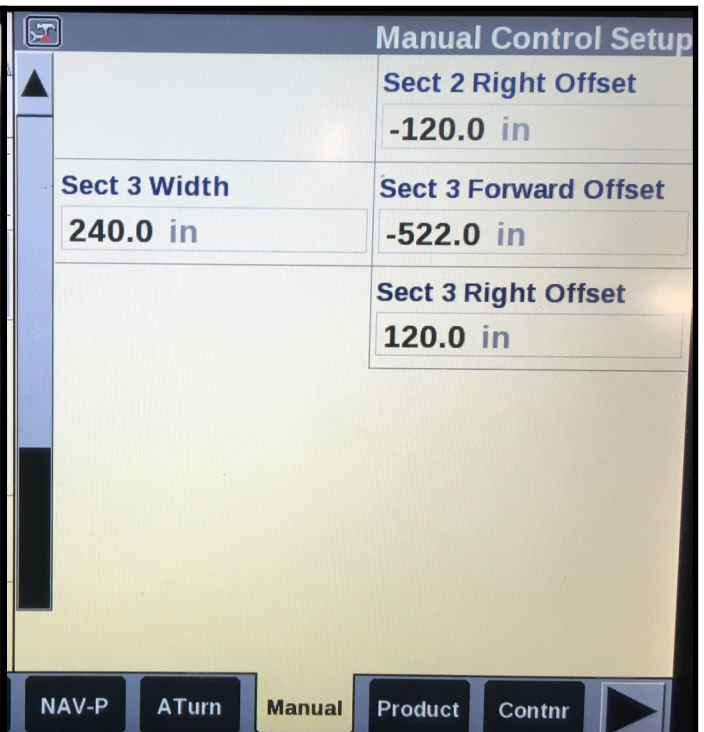 Manual Control Setup
Sect 2 Right Offset
-120.0 in
Sect 3 Width
240.0 in
Sect 3 Forward Offset
-522.0 in
Sect 3 Right Offset
120.0 in
NAV-P ATurn Manual Product Contnr